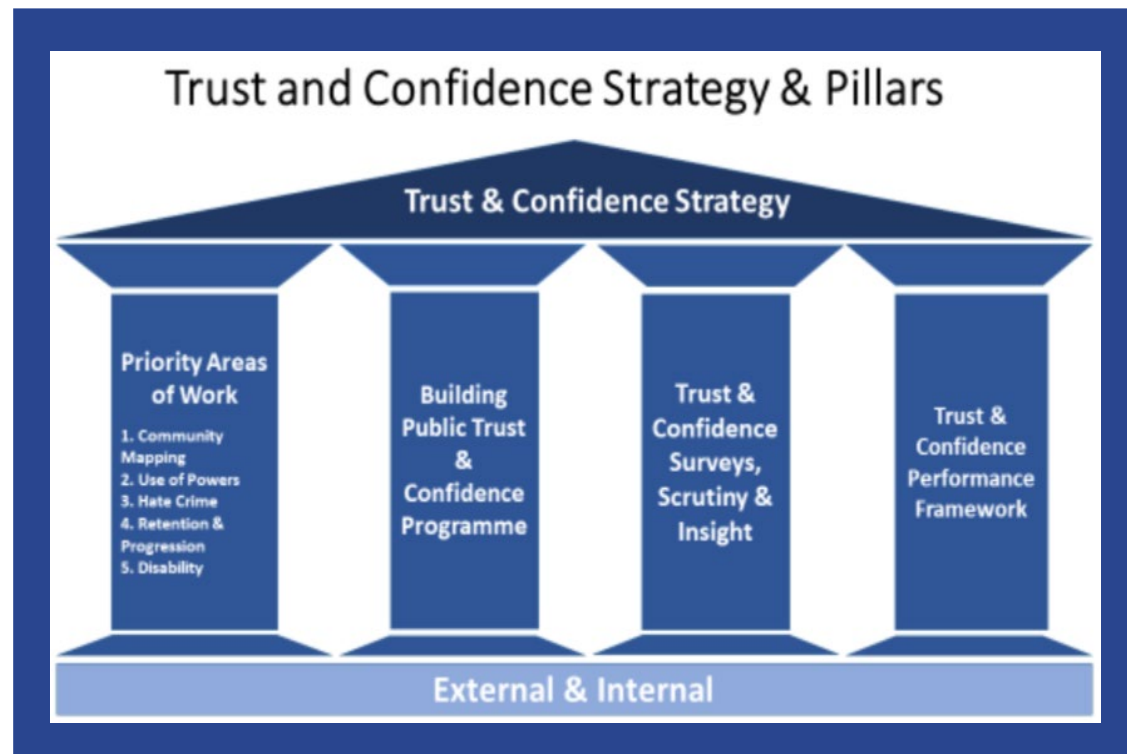 Trust and Confidence Strategy & Pillars
Trust & Confidence Strategy
Priority Areas
of Work
1. Community
Mapping
2. Use of Powers
3. Hate Crime
4. Retention &
Progression
5. Disability
Building
Public Trust
&
Confidence
Programme
Trust &
Confidence
Surveys,
Scrutiny &
Insight
Trust &
Confidence
Performance
Framework
External & Internal